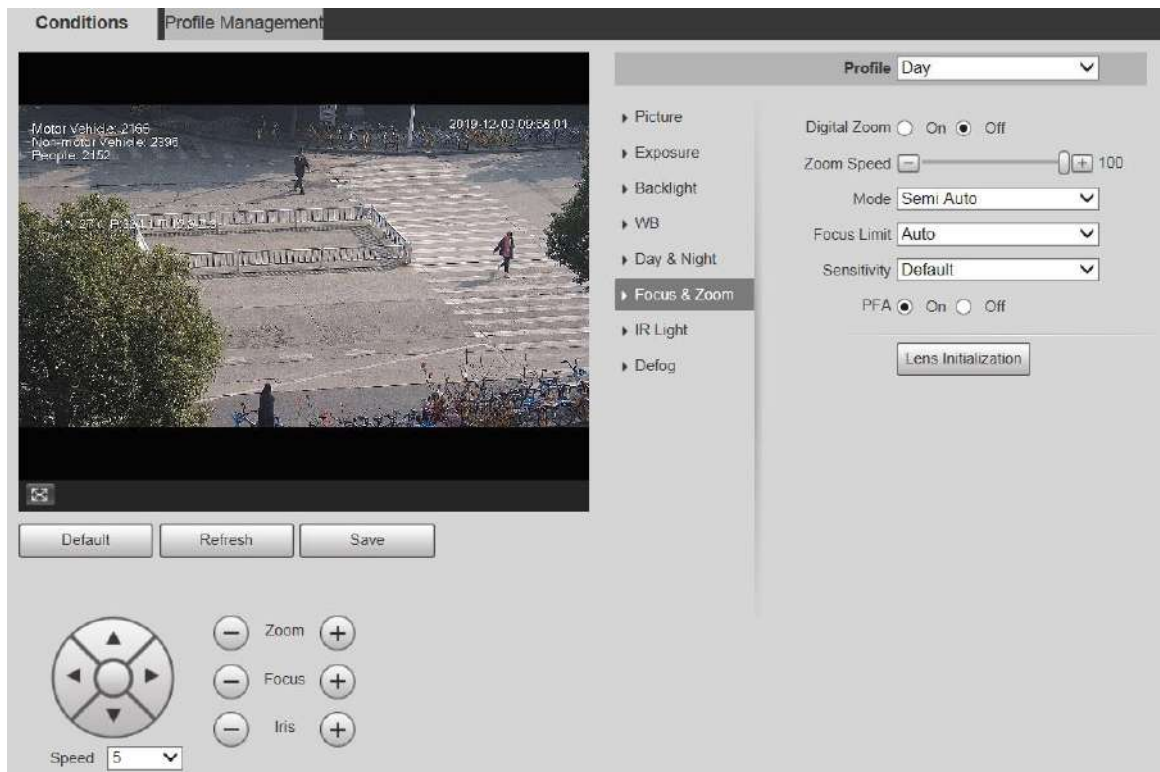 Conditions Profile Management
Profile Day
Motor Vehicle: 2165
Non-motor Vehicle: 2396
People: 2152
2019-12-03 09:58:01
Picture
Exposure
Backlight
WB
Day & Night
Focus & Zoom
IR Light
Defog
Digital Zoom On Off
Zoom Speed 100
Mode Semi Auto
Focus Limit Auto
Sensitivity Default
PFA On Off
Lens Initialization
Default Refresh Save
Zoom
Focus
Iris
Speed 5